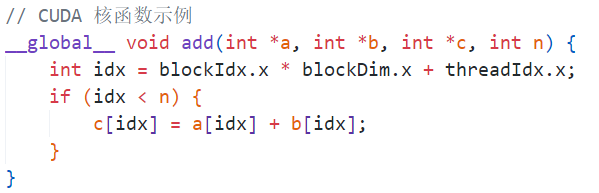 // CUDA 核函数示例
__global__ void add(int *a, int *b, int *c, int n) {
    int idx = blockIdx.x * blockDim.x + threadIdx.x;
    if (idx < n) {
        c[idx] = a[idx] + b[idx];
    }
}